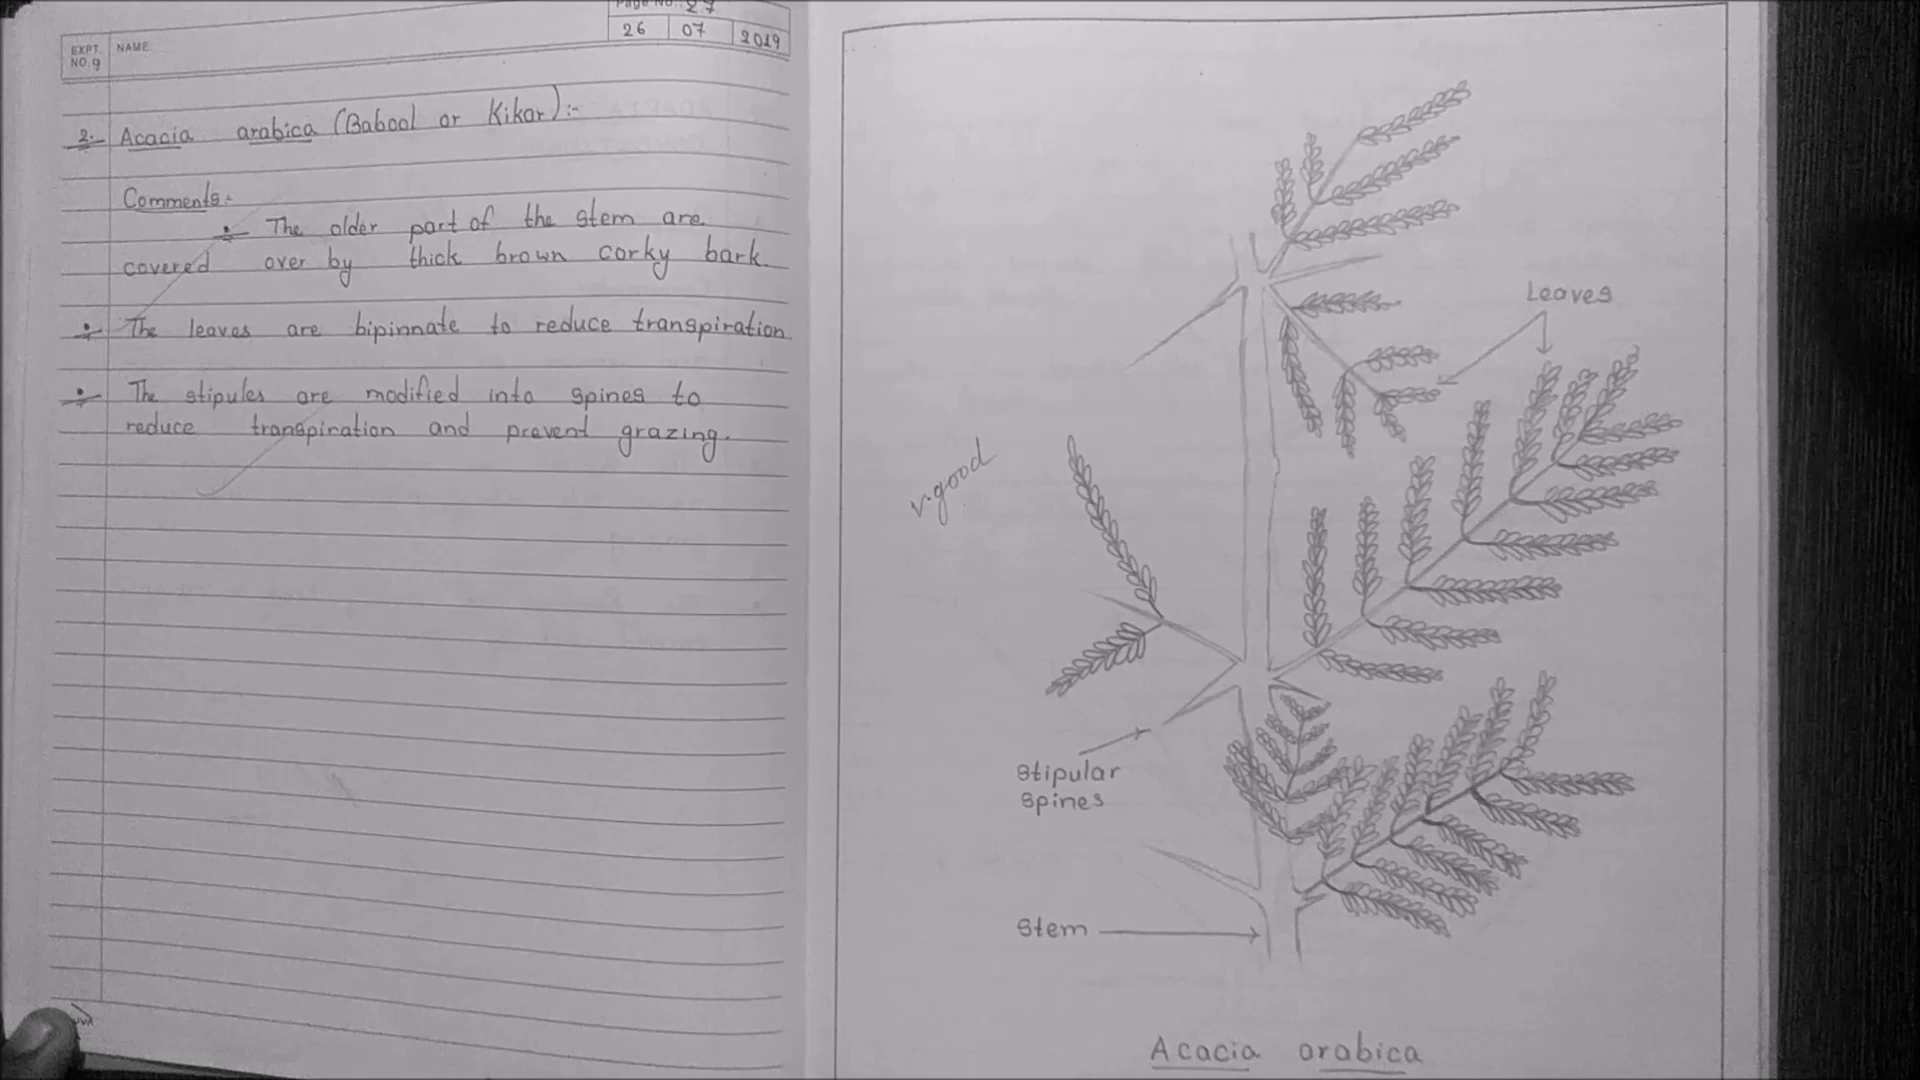 Page No.: 27
26 07 2019
EXPT. NAME
NO. 9
2. Acacia arabica (Babool or Kikar):-
Comments:-
The older part of the stem are
covered over by thick brown corky bark.
The leaves are bipinnate to reduce transpiration
The stipules are modified into spines to
reduce transpiration and prevent grazing.
v.good
Leaves
Stipular
spines
Stem
Acacia arabica